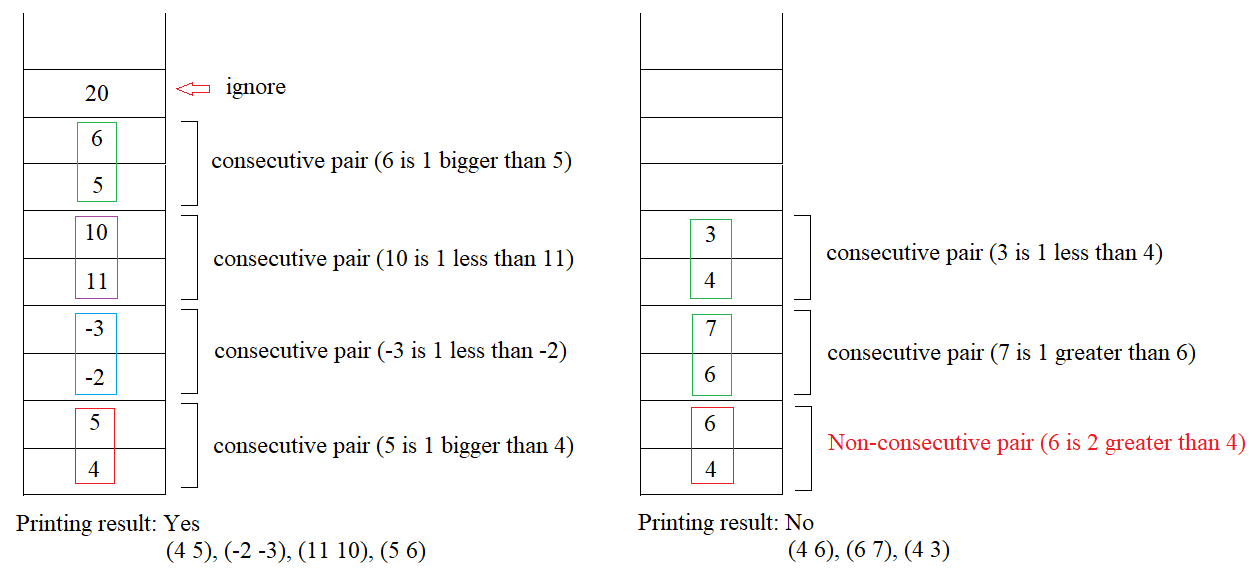 20
ignore
6
consecutive pair (6 is 1 bigger than 5)
5
10
consecutive pair (10 is 1 less than 11)
11
-3
consecutive pair (-3 is 1 less than -2)
-2
5
consecutive pair (5 is 1 bigger than 4)
4
Printing result: Yes
(4 5), (-2 -3), (11 10), (5 6)
3
consecutive pair (3 is 1 less than 4)
4
7
consecutive pair (7 is 1 greater than 6)
6
6
Non-consecutive pair (6 is 2 greater than 4)
4
Printing result: No
(4 6), (6 7), (4 3)